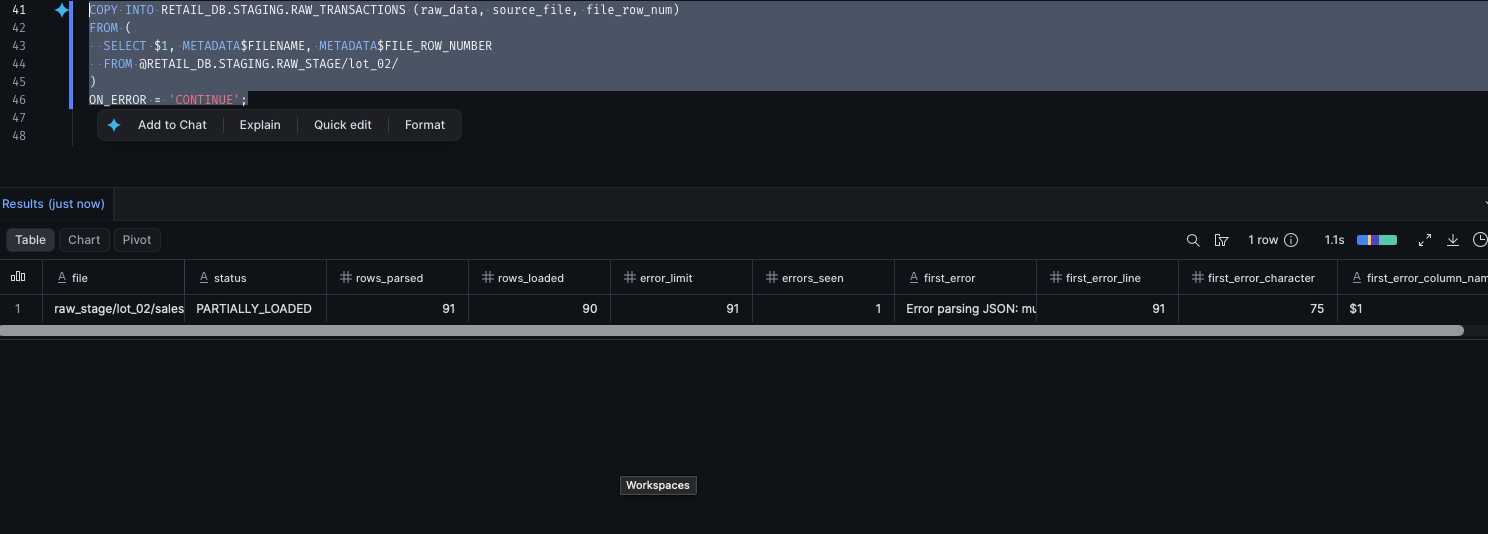 41 COPY INTO RETAIL_DB.STAGING.RAW_TRANSACTIONS (raw_data, source_file, file_row_num)
42 FROM (
43 SELECT $1, METADATA$FILENAME, METADATA$FILE_ROW_NUMBER
44 FROM @RETAIL_DB.STAGING.RAW_STAGE/lot_02/
45 )
46 ON_ERROR = 'CONTINUE';
47
Add to Chat Explain Quick edit Format
48
Results (just now)
Table Chart Pivot 1 row 1.1s
file status rows_parsed rows_loaded error_limit errors_seen first_error first_error_line first_error_character first_error_column_nam
1 raw_stage/lot_02/sales PARTIALLY_LOADED 91 90 91 1 Error parsing JSON: mu 91 75 $1
Workspaces